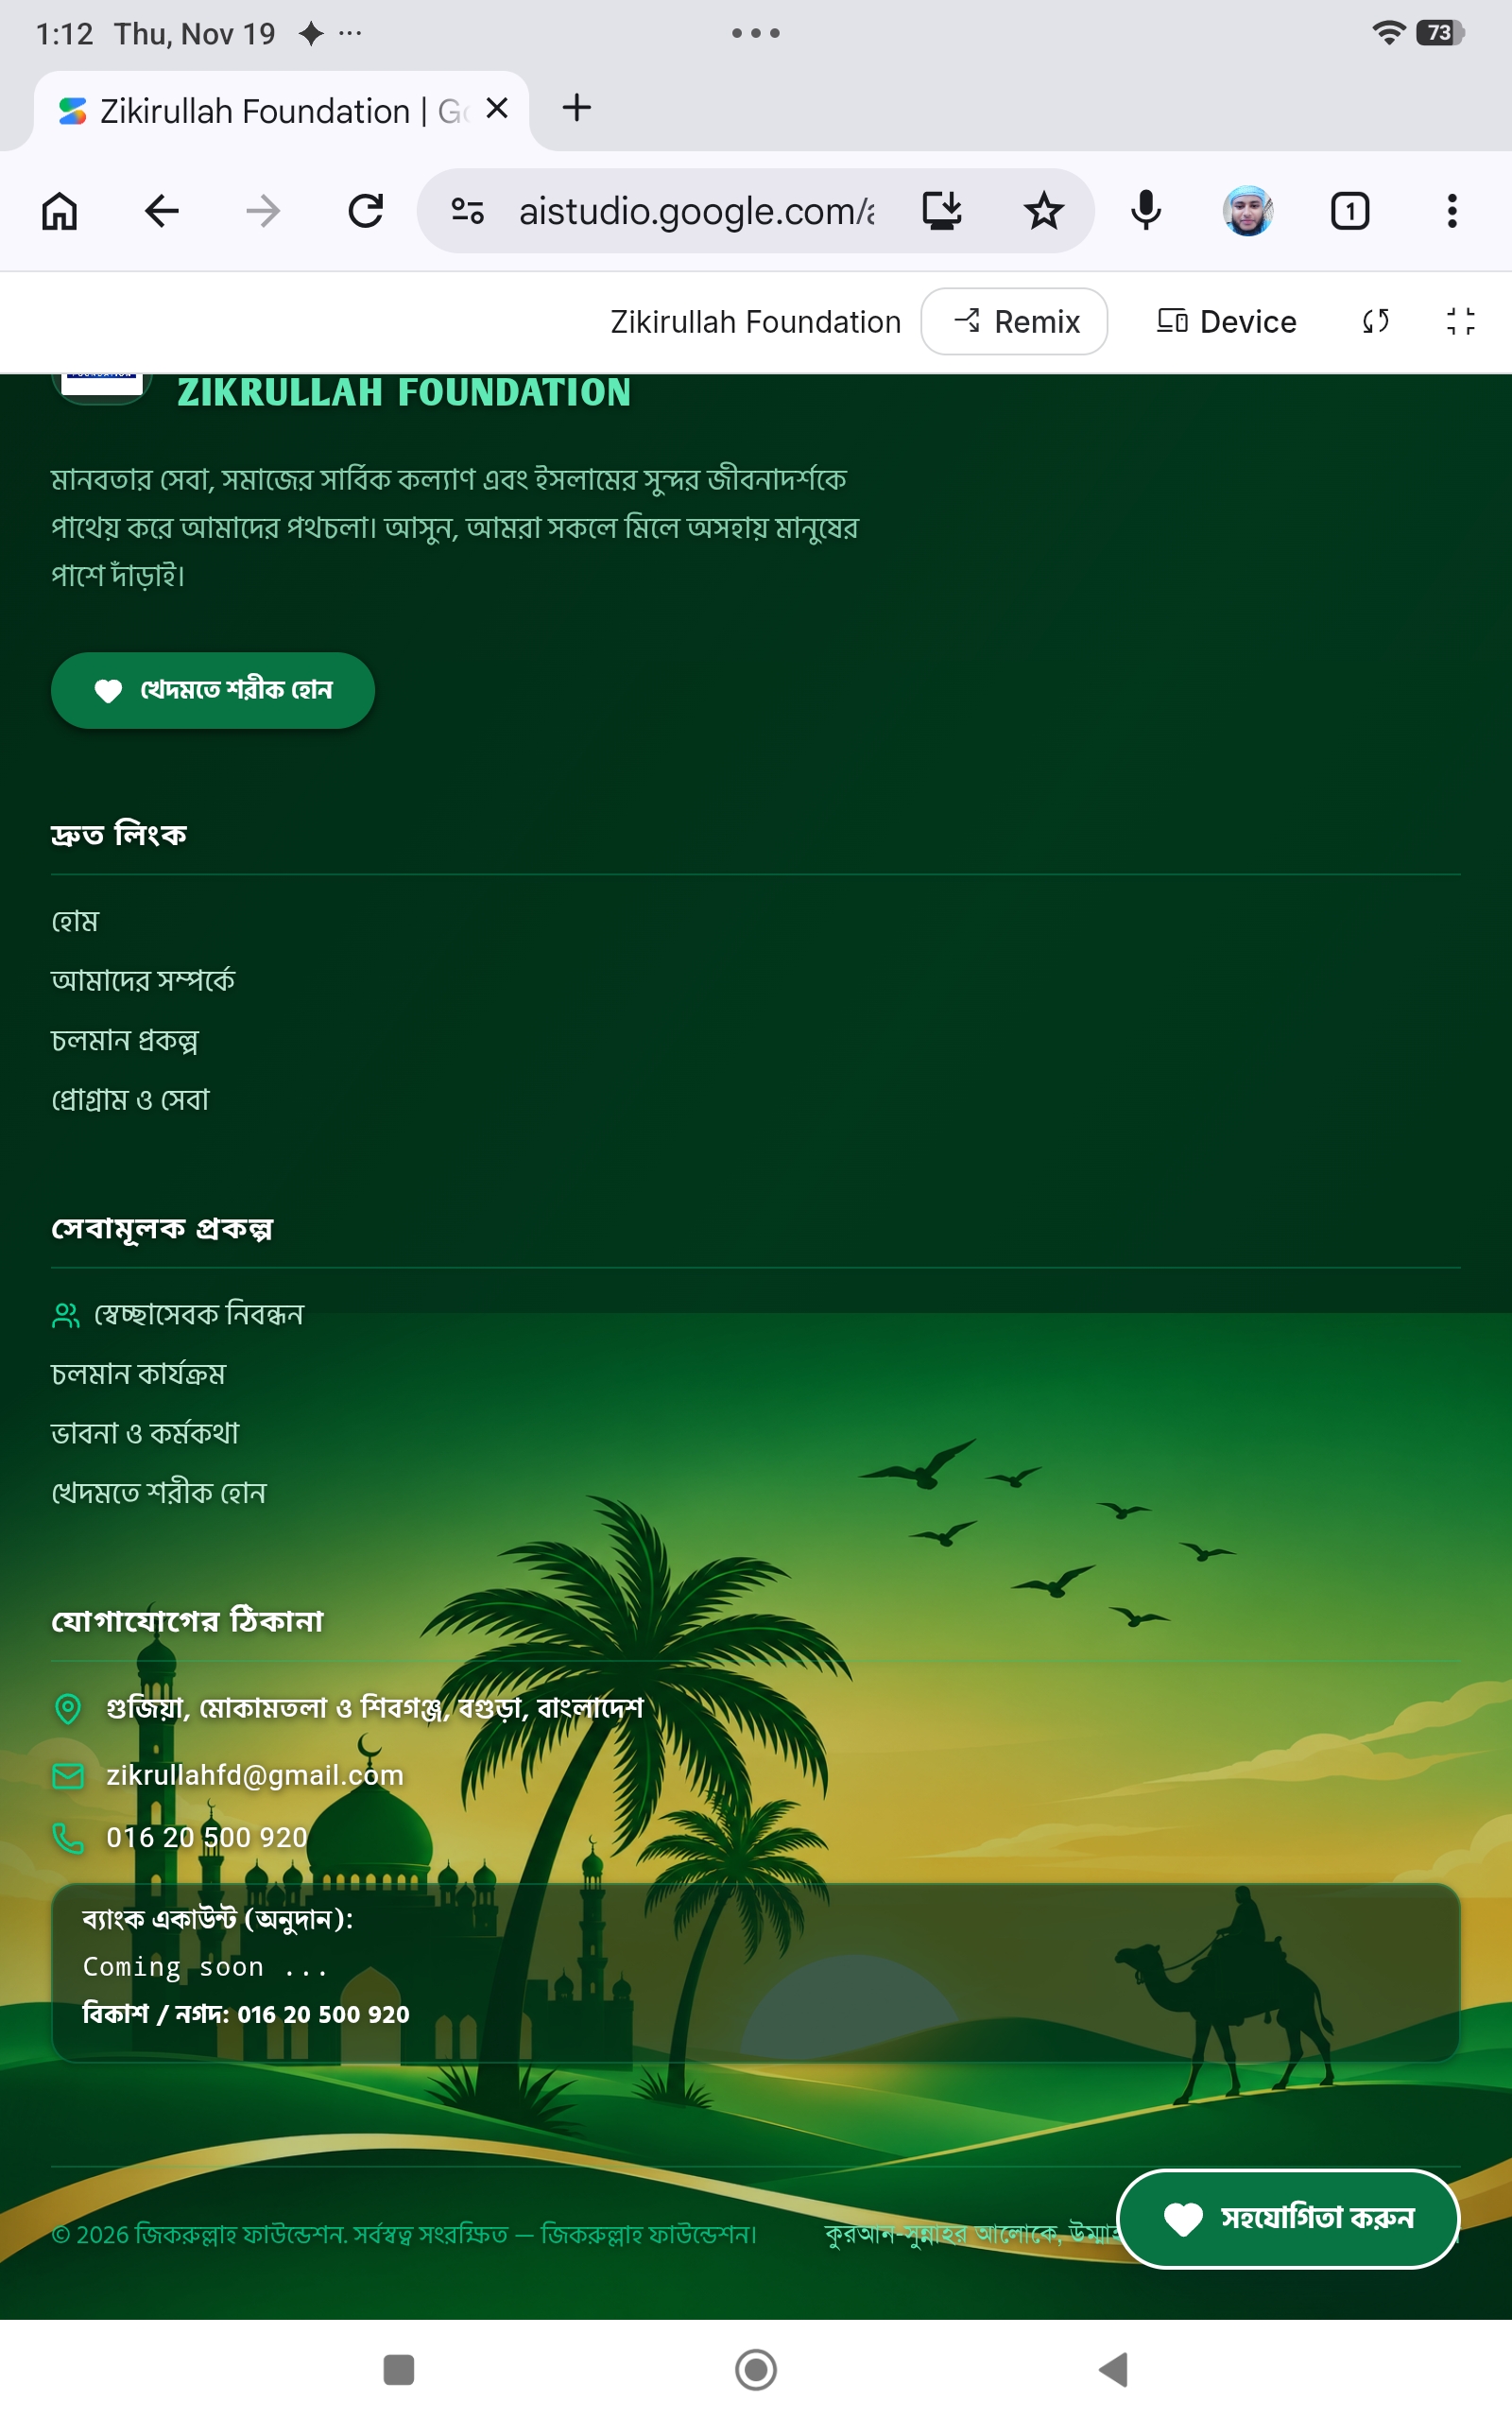 1:12 Thu, Nov 19
73
Zikirullah Foundation | Go
aistudio.google.com/a
1
Zikirullah Foundation Remix Device
FOUNDATION
ZIKRULLAH FOUNDATION
মানবতার সেবা, সমাজের সার্বিক কল্যাণ এবং ইসলামের সুন্দর জীবনাদর্শকে
পাথেয় করে আমাদের পথচলা। আসুন, আমরা সকলে মিলে অসহায় মানুষের
পাশে দাঁড়াই।
খেদমতে শরীক হোন
দ্রুত লিংক
হোম
আমাদের সম্পর্কে
চলমান প্রকল্প
প্রোগ্রাম ও সেবা
সেবামূলক প্রকল্প
স্বেচ্ছাসেবক নিবন্ধন
চলমান কার্যক্রম
ভাবনা ও কর্মকথা
খেদমতে শরীক হোন
যোগাযোগের ঠিকানা
গুজিয়া, মোকামতলা ও শিবগঞ্জ, বগুড়া, বাংলাদেশ
zikrullahfd@gmail.com
016 20 500 920
ব্যাংক একাউন্ট (অনুদান):
Coming soon ...
বিকাশ / নগদ: 016 20 500 920
© 2026 জিকরুল্লাহ ফাউন্ডেশন. সর্বস্বত্ব সংরক্ষিত — জিকরুল্লাহ ফাউন্ডেশন।
কুরআন-সুন্নাহর আলোকে,
সহযোগিতা করুন